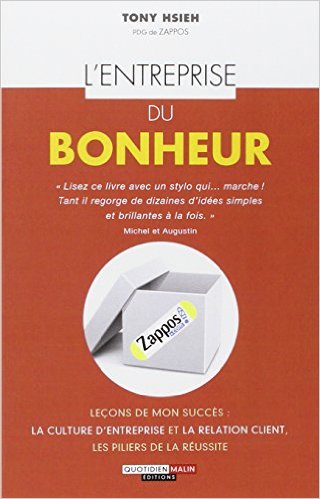 TONY HSIEH
PDG de ZAPPOS
L'ENTREPRISE
DU
BONHEUR
« Lisez ce livre avec un stylo qui... marche !
Tant il regorge de dizaines d'idées simples
et brillantes à la fois. »
Michel et Augustin
Zappos
LEÇONS DE MON SUCCÈS :
LA CULTURE D'ENTREPRISE ET LA RELATION CLIENT,
LES PILIERS DE LA RÉUSSITE
QUOTIDIEN MALIN
ÉDITIONS